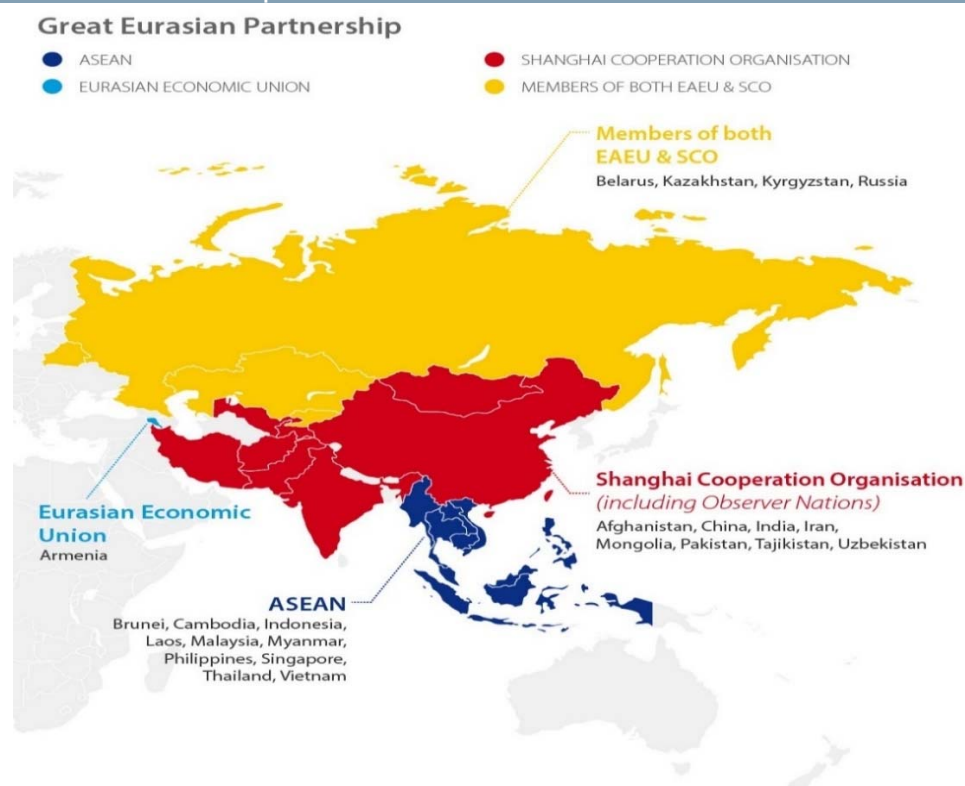 Great Eurasian Partnership
ASEAN
SHANGHAI COOPERATION ORGANISATION
EURASIAN ECONOMIC UNION
MEMBERS OF BOTH EAEU & SCO
Members of both
EAEU & SCO
Belarus, Kazakhstan, Kyrgyzstan, Russia
Shanghai Cooperation Organisation
(including Observer Nations)
Afghanistan, China, India, Iran,
Mongolia, Pakistan, Tajikistan, Uzbekistan
Eurasian Economic
Union
Armenia
ASEAN
Brunei, Cambodia, Indonesia,
Laos, Malaysia, Myanmar,
Philippines, Singapore,
Thailand, Vietnam